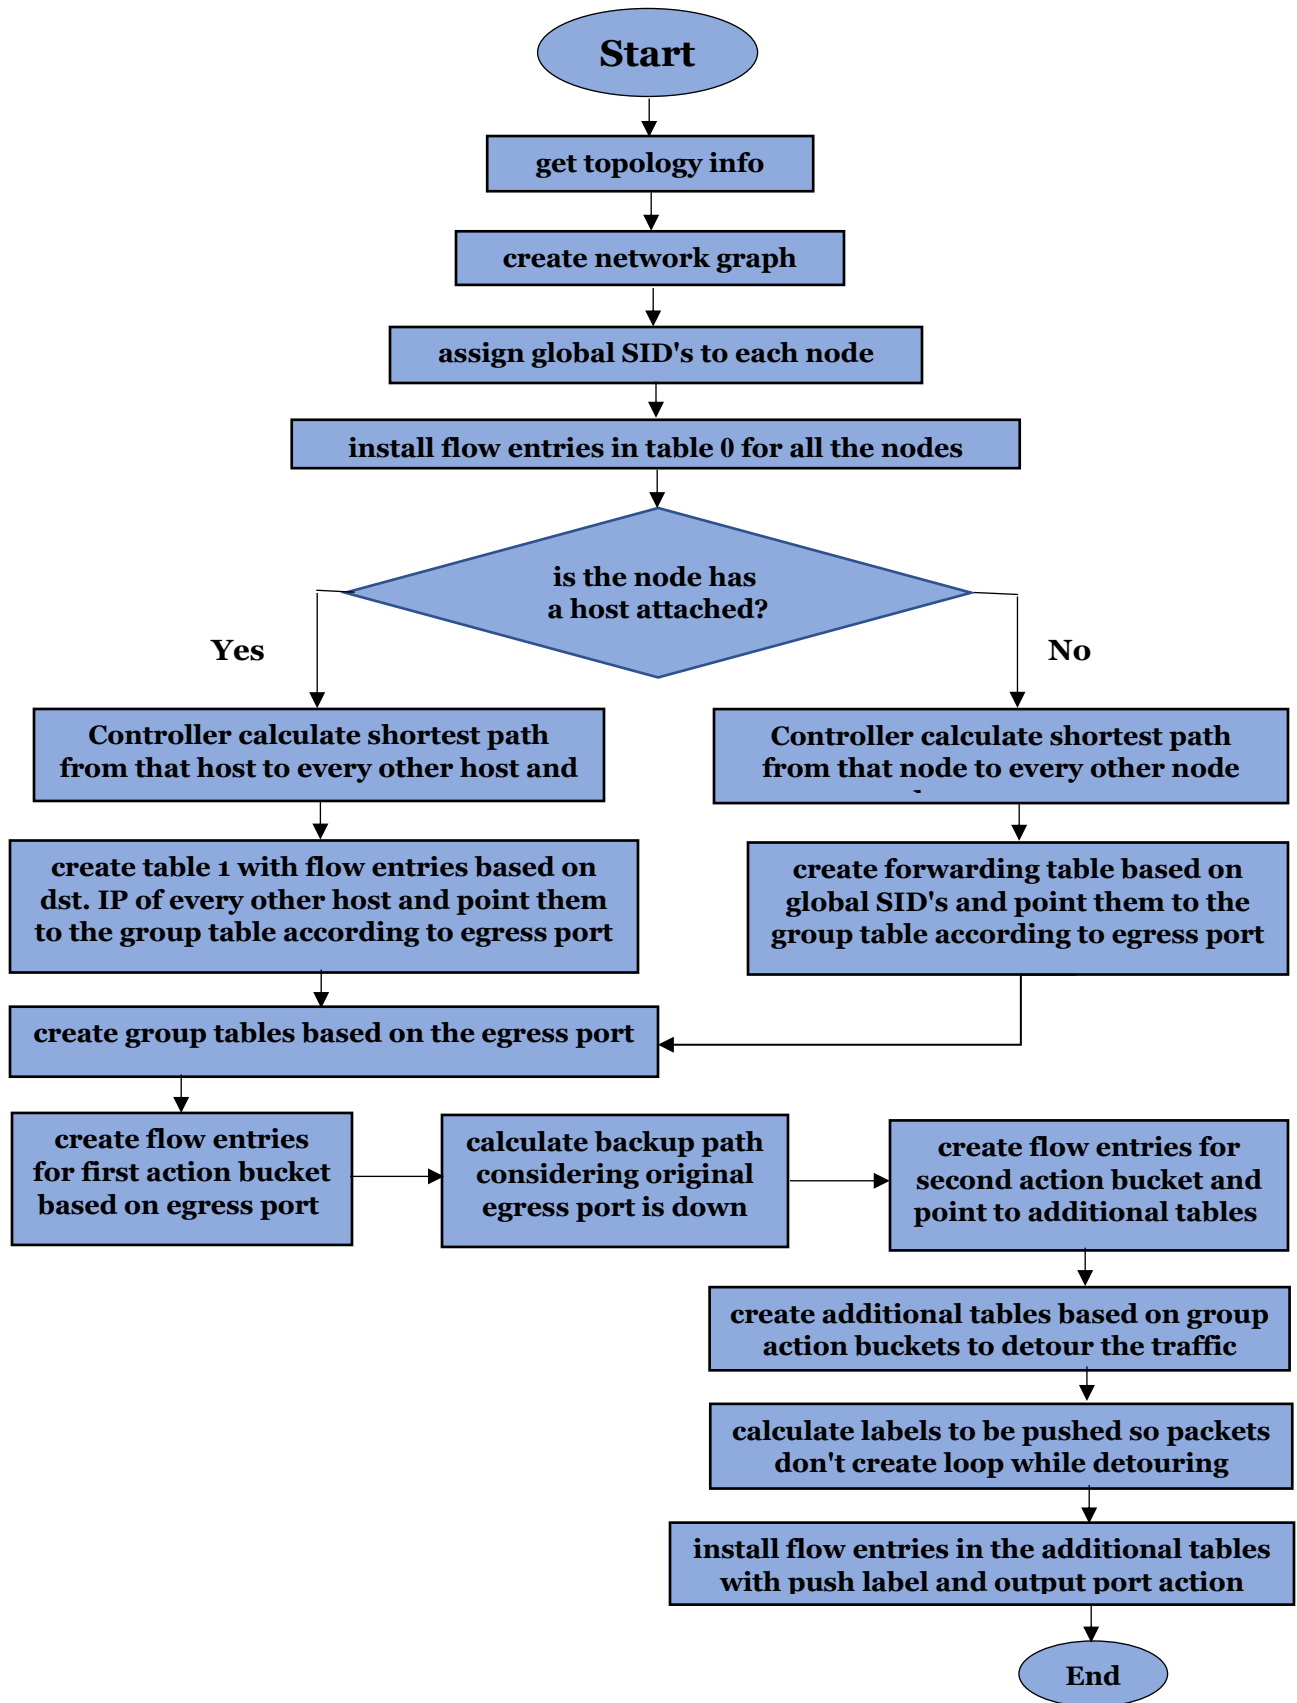 Start
get topology info
create network graph
assign global SID's to each node
install flow entries in table 0 for all the nodes
is the node has
a host attached?
Yes
No
Controller calculate shortest path
from that host to every other host and
Controller calculate shortest path
from that node to every other node
create table 1 with flow entries based on
dst. IP of every other host and point them
to the group table according to egress port
create forwarding table based on
global SID's and point them to the
group table according to egress port
create group tables based on the egress port
create flow entries
for first action bucket
based on egress port
calculate backup path
considering original
egress port is down
create flow entries for
second action bucket and
point to additional tables
create additional tables based on group
action buckets to detour the traffic
calculate labels to be pushed so packets
don't create loop while detouring
install flow entries in the additional tables
with push label and output port action
End